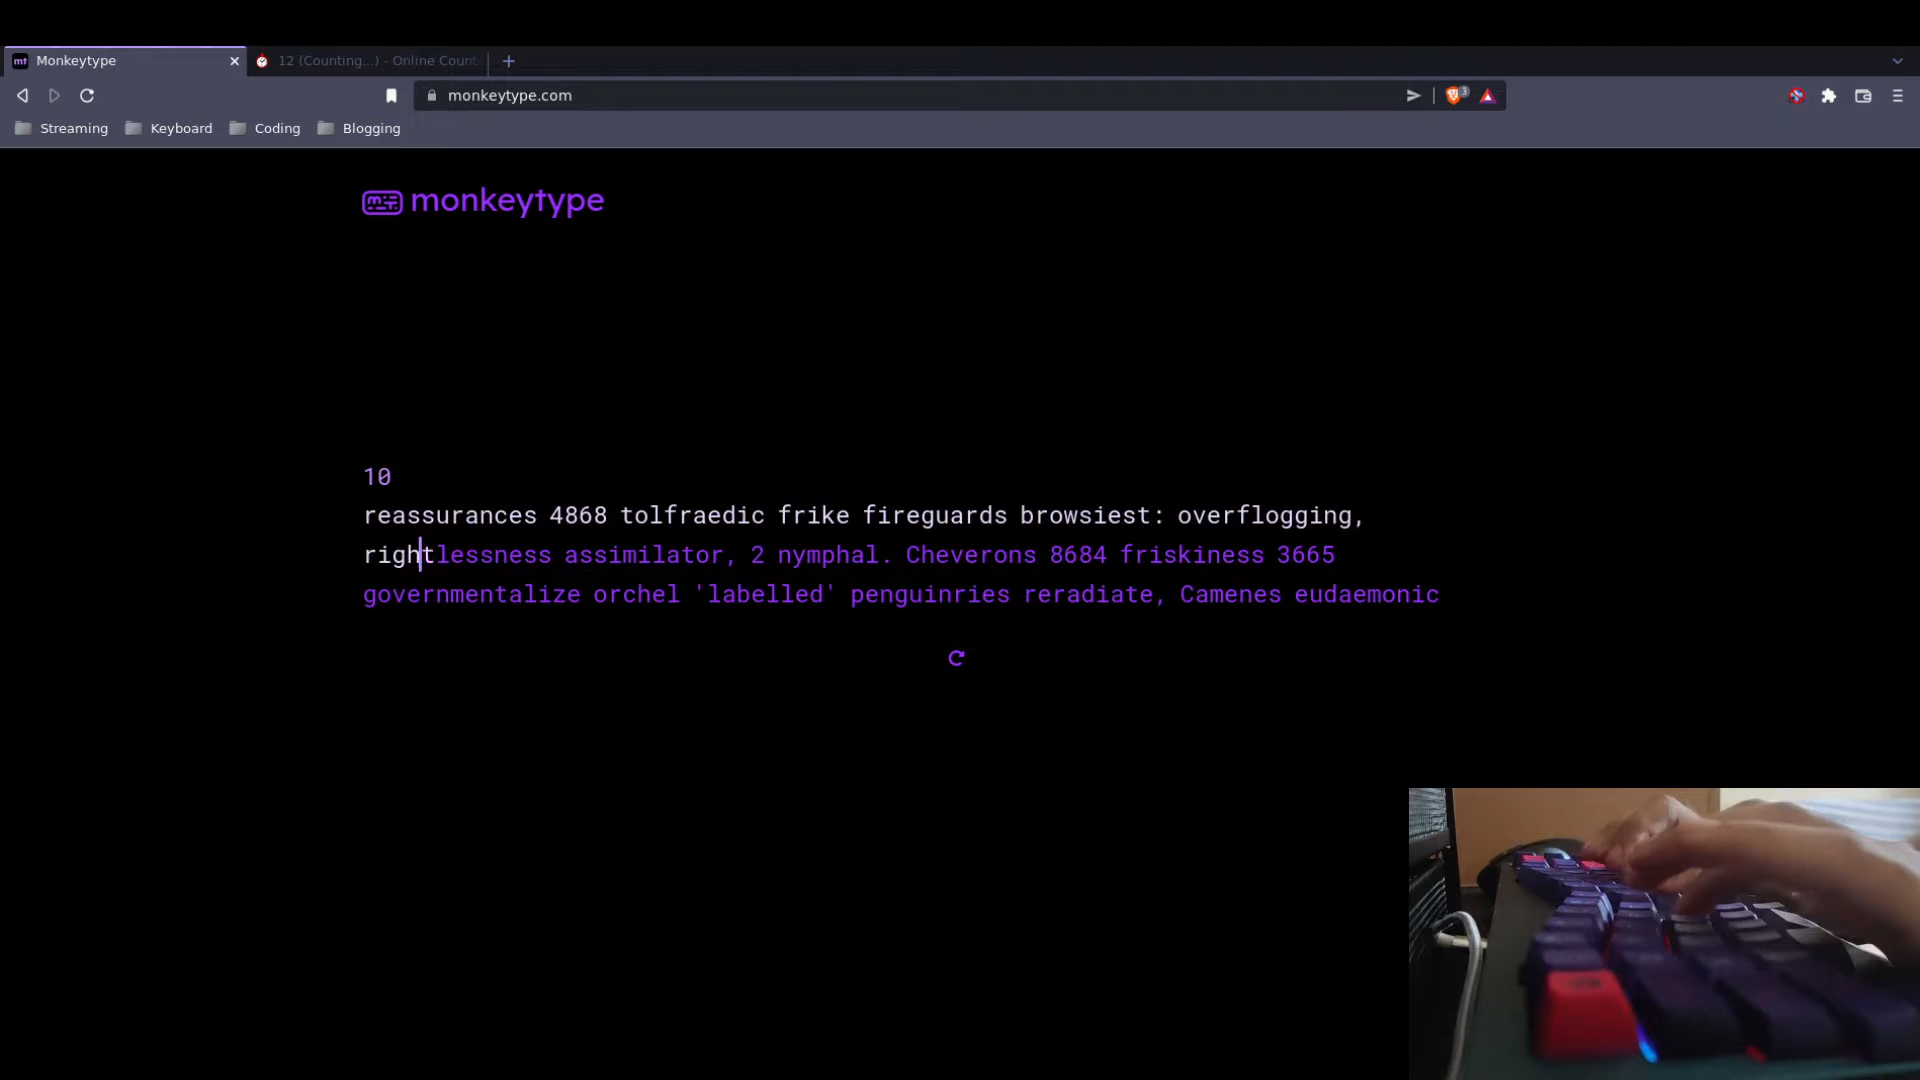 Monkeytype
12 (Counting...) - Online Count
monkeytype.com
3
Streaming Keyboard Coding Blogging
monkeytype
10
reassurances 4868 tolfraedic frike fireguards browsiest: overflogging,
rightlessness assimilator, 2 nymphal. Cheverons 8684 friskiness 3665
governmentalize orchel 'labelled' penguinries reradiate, Camenes eudaemonic